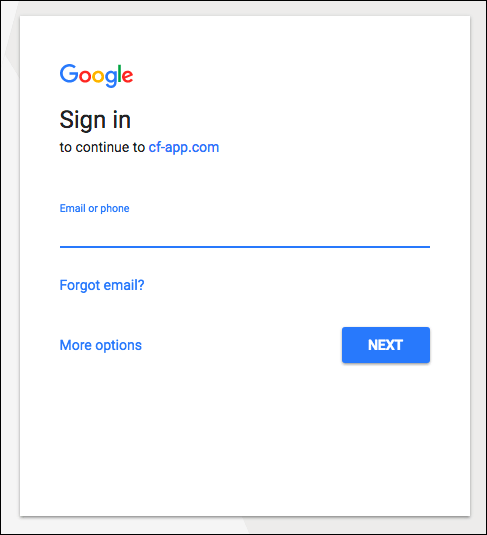 Google
Sign in
to continue to cf-app.com
Email or phone
Forgot email?
More options
NEXT